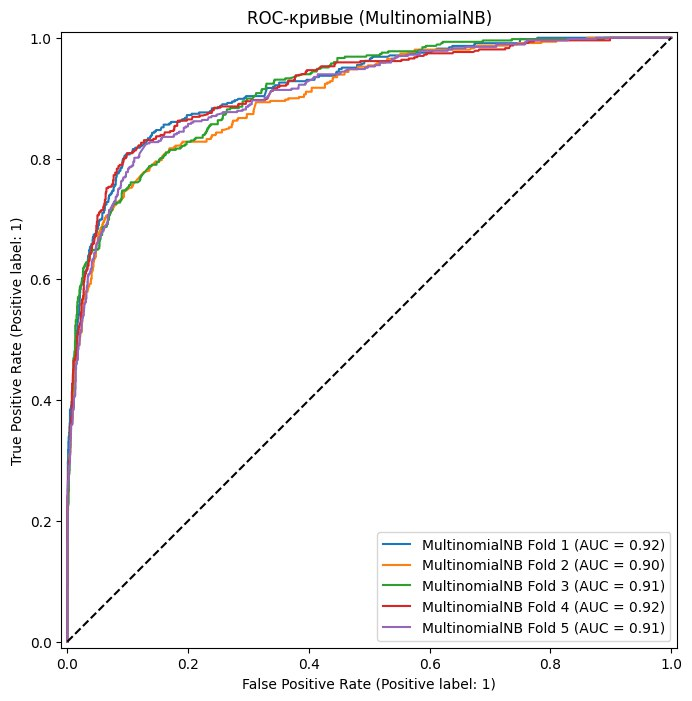 ROC-кривые (MultinomialNB)
1.0
0.8
0.6
0.4
0.2
0.0
True Positive Rate (Positive label: 1)
MultinomialNB Fold 1 (AUC = 0.92)
MultinomialNB Fold 2 (AUC = 0.90)
MultinomialNB Fold 3 (AUC = 0.91)
MultinomialNB Fold 4 (AUC = 0.92)
MultinomialNB Fold 5 (AUC = 0.91)
0.0 0.2 0.4 0.6 0.8 1.0
False Positive Rate (Positive label: 1)